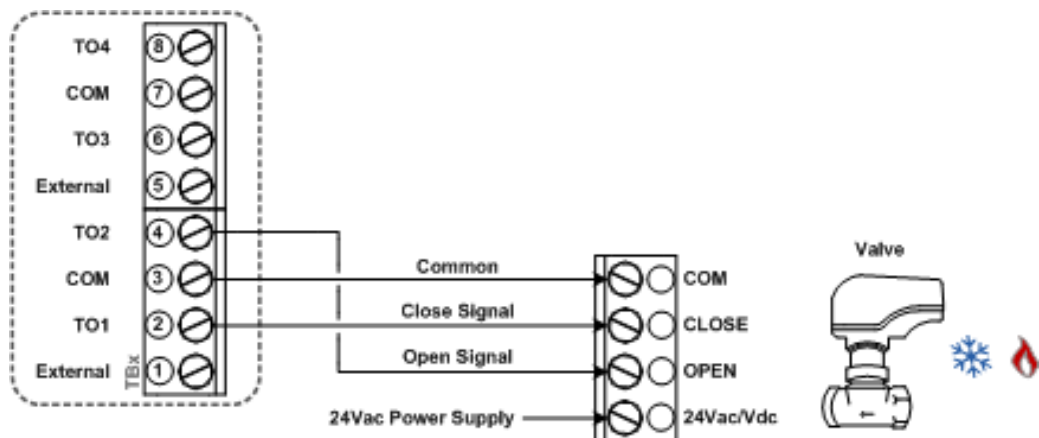 TO4 8
COM 7
TO3 6
External 5
TO2 4
COM 3 Common COM
TO1 2 Close Signal CLOSE
External 1 Open Signal OPEN
TBx
24Vac Power Supply 24Vac/Vdc
Valve